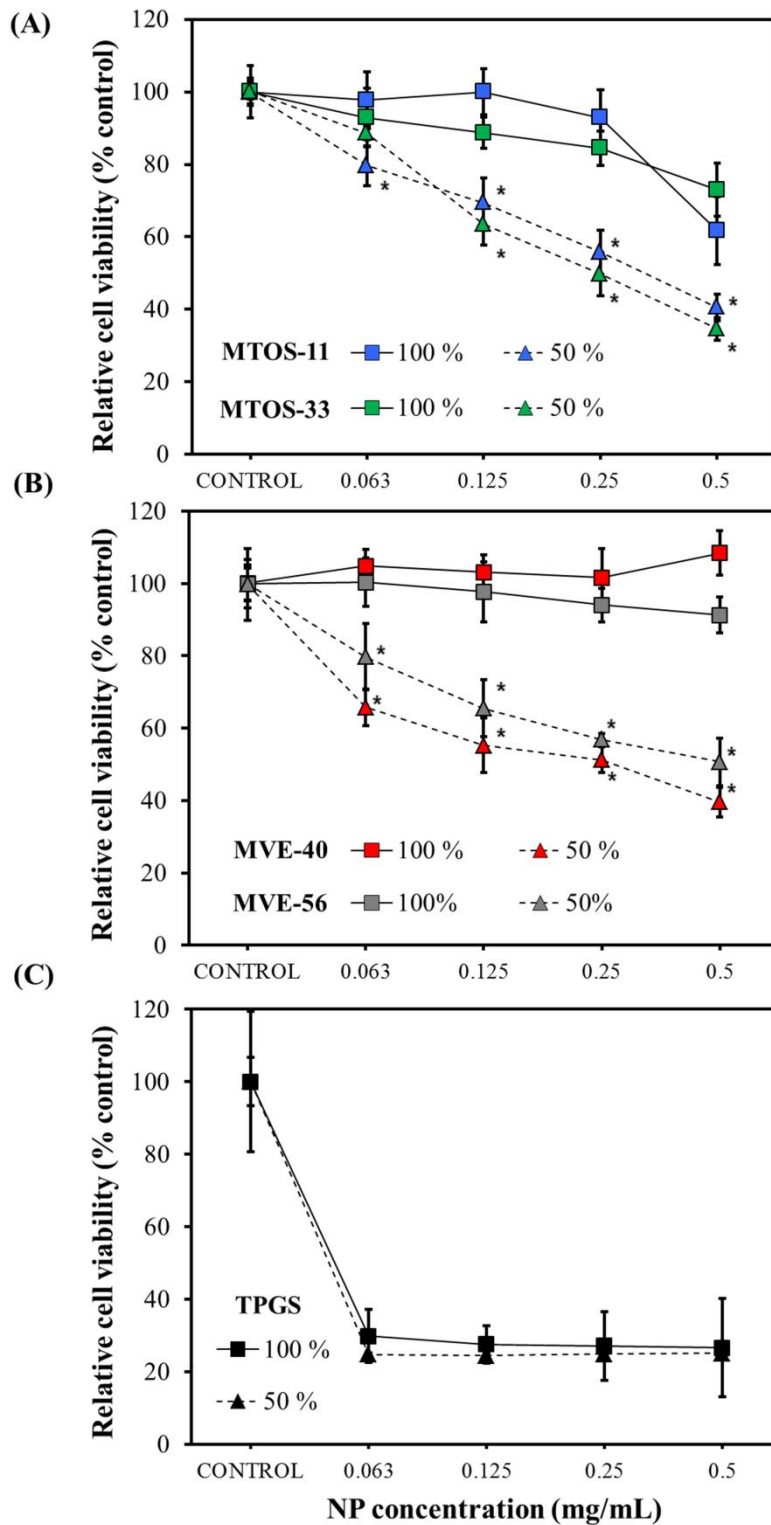 (A)
Relative cell viability (% control)
120
100
80
60
40
20
0
*
*
*
*
*
*
*
MTOS-11 100 % 50 %
MTOS-33 100 % 50 %
CONTROL 0.063 0.125 0.25 0.5
(B)
Relative cell viability (% control)
120
100
80
60
40
20
0
*
*
*
*
*
*
*
*
MVE-40 100 % 50 %
MVE-56 100% 50%
CONTROL 0.063 0.125 0.25 0.5
(C)
Relative cell viability (% control)
120
100
80
60
40
20
0
TPGS
100 %
50 %
CONTROL 0.063 0.125 0.25 0.5
NP concentration (mg/mL)